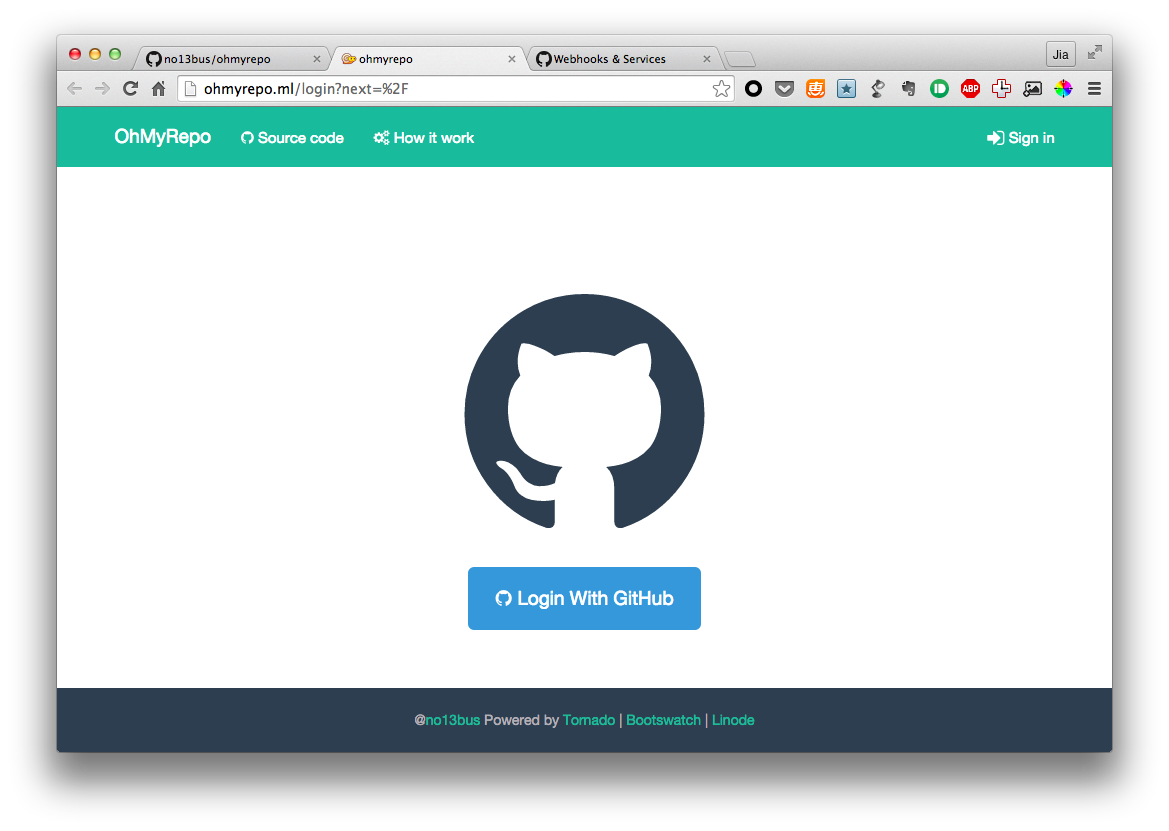 no13bus/ohmyrepo
ohmyrepo
Webhooks & Services
Jia
ohmyrepo.ml/login?next=%2F
惠
ABP
OhMyRepo
Source code
How it work
Sign in
Login With GitHub
@no13bus Powered by Tornado | Bootswatch | Linode